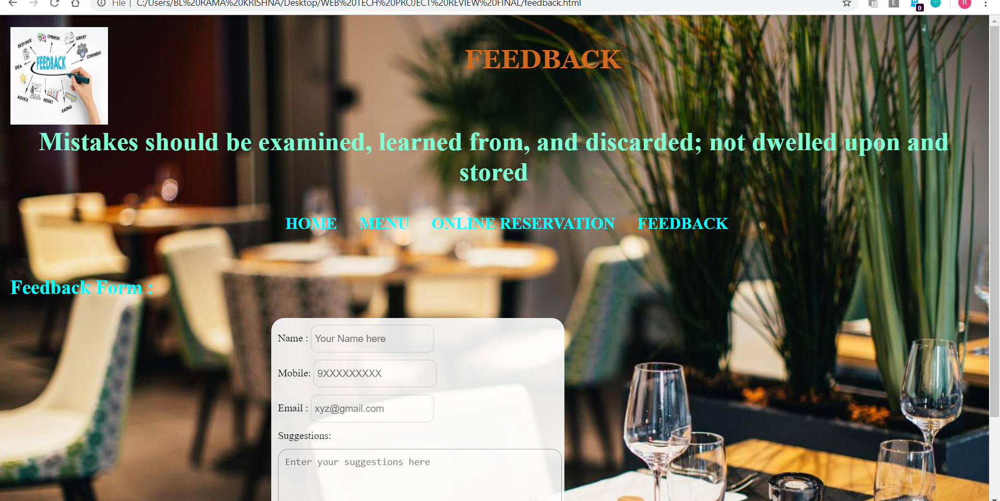 File | C:/Users/BL%20RAMA%20KRISHNA/Desktop/WEB%20TECH%20PROJECT%20REVIEW%20FINAL/feedback.html
E
0
m
R
RESPONSE
OPINION
SURVEY
COMMENT
IDEA
FEEDBACK
ADVICE
RESULT
RATING
FEEDBACK
Mistakes should be examined, learned from, and discarded; not dwelled upon and
stored
HOME MENU ONLINE RESERVATION FEEDBACK
Feedback Form :
Name : Your Name here
Mobile: 9XXXXXXXXX
Email : xyz@gmail.com
Suggestions:
Enter your suggestions here